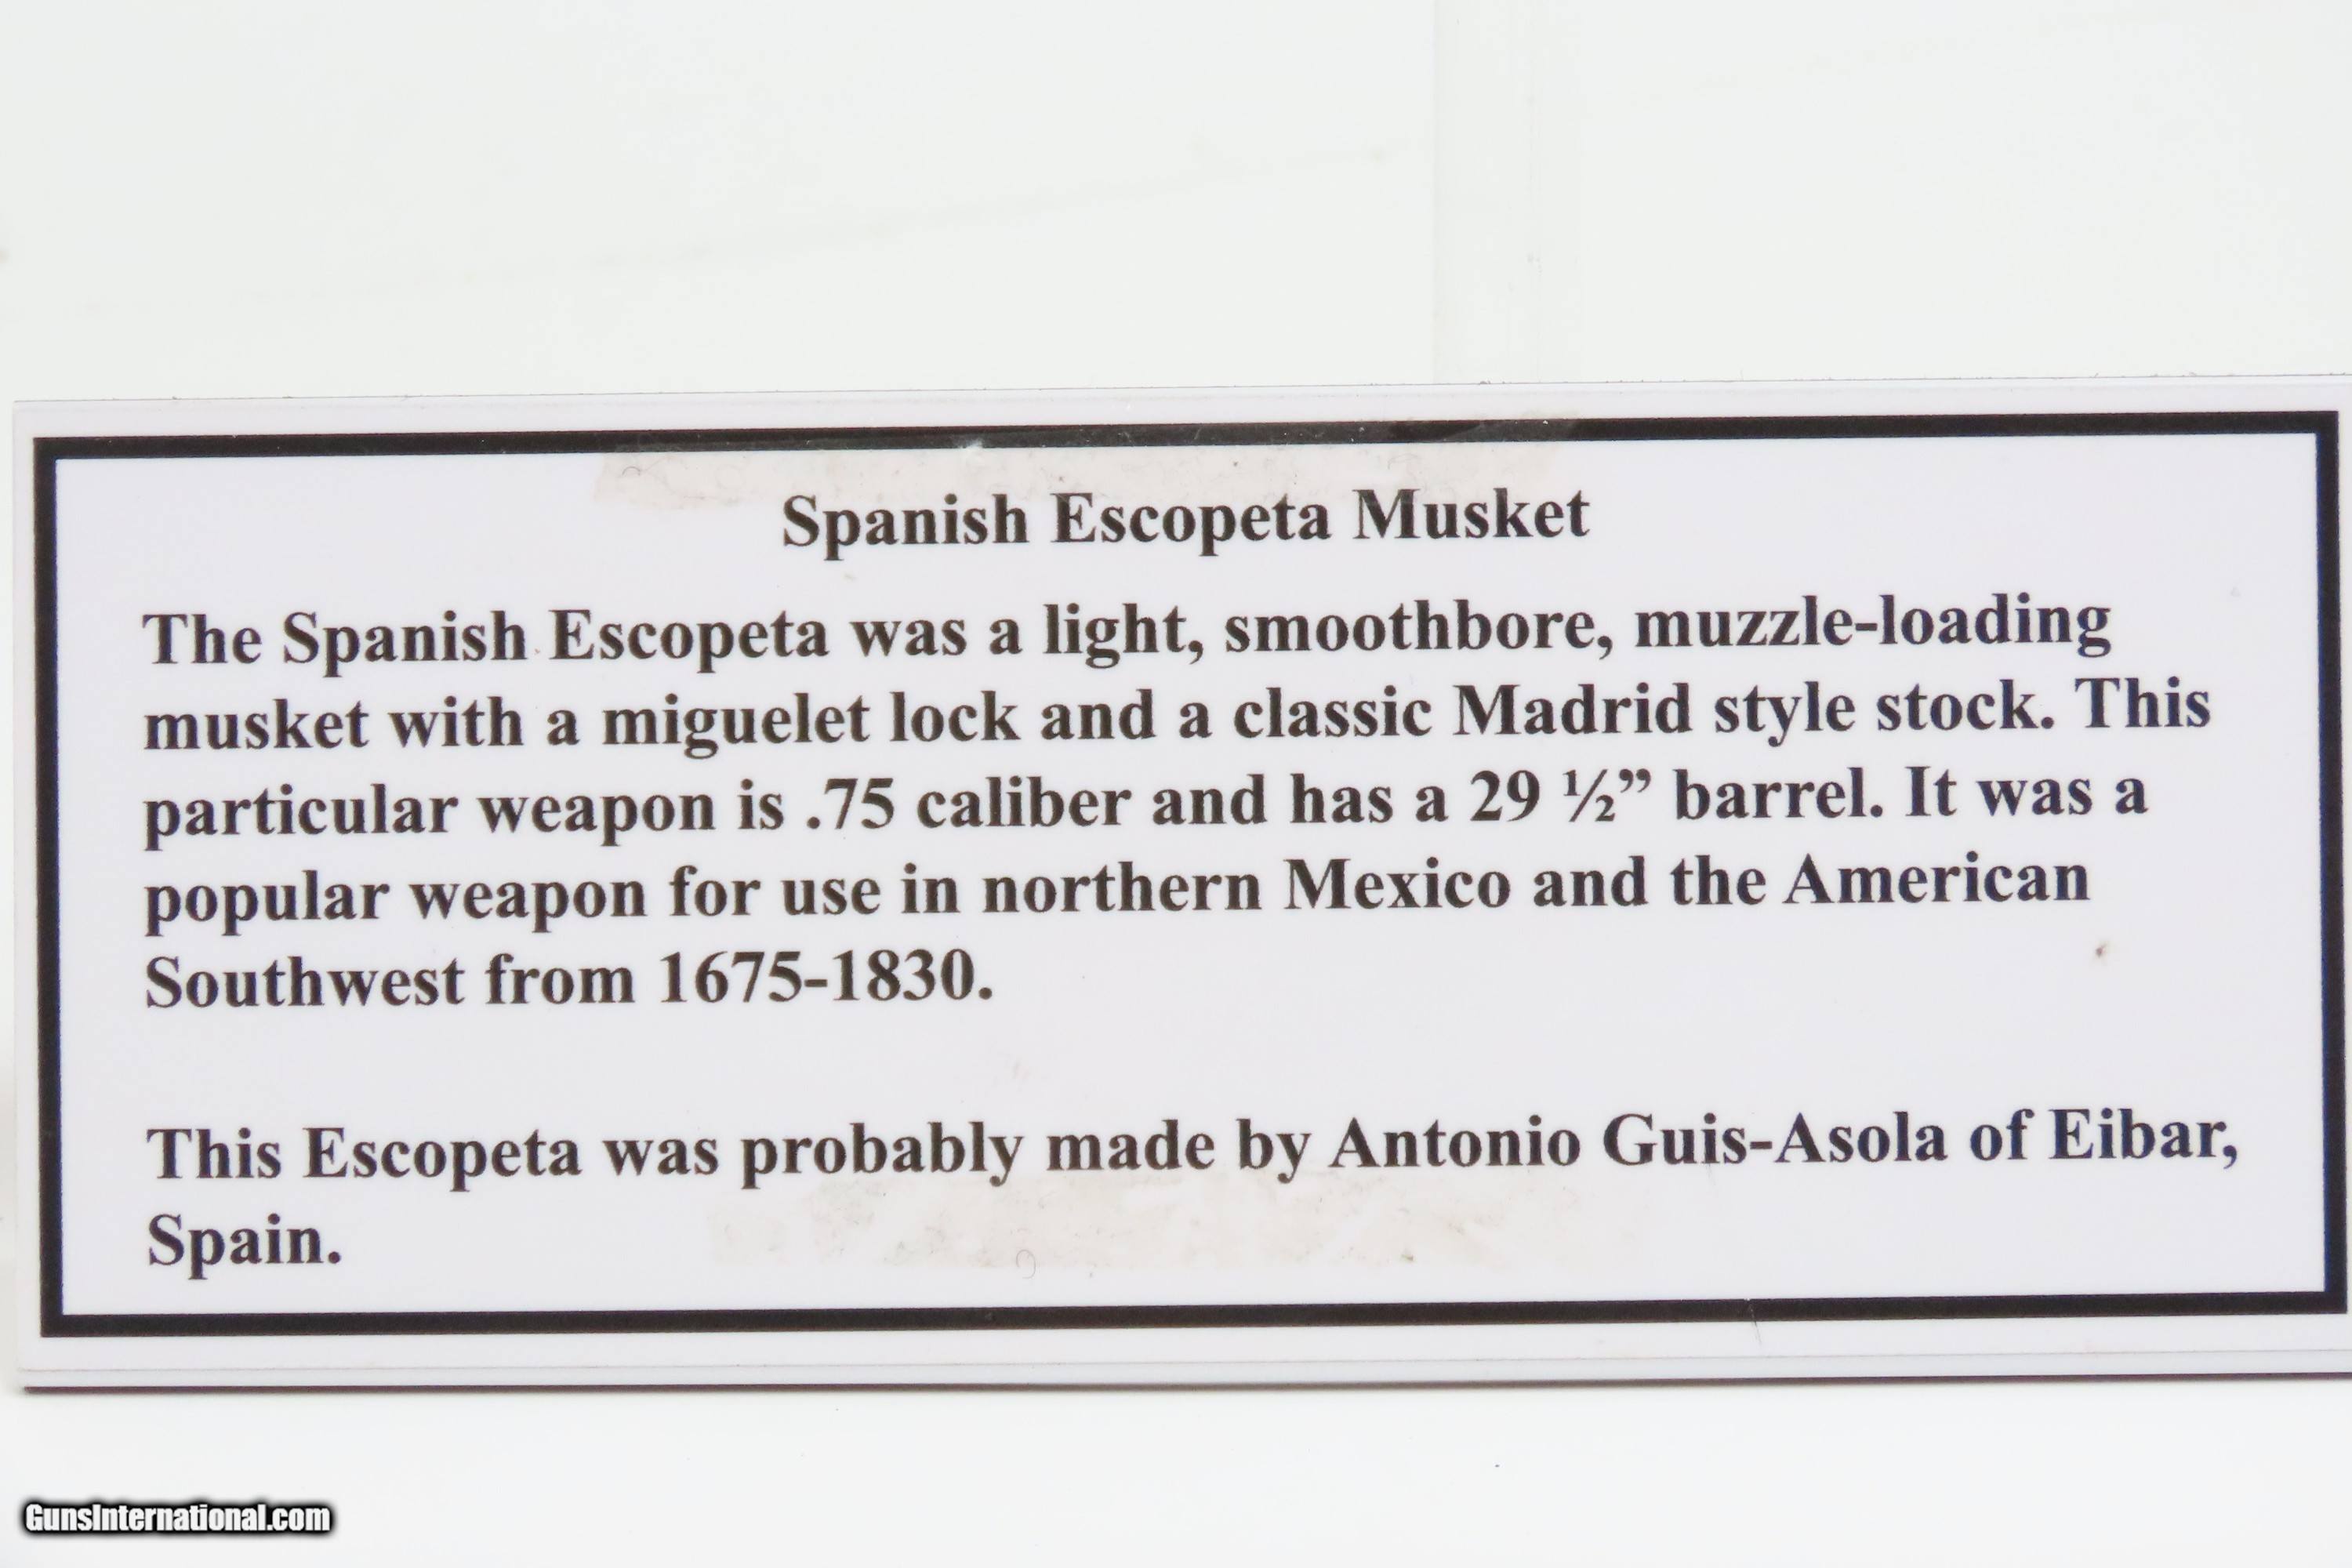 Spanish Escopeta Musket
The Spanish Escopeta was a light, smoothbore, muzzle-loading
musket with a miguelet lock and a classic Madrid style stock. This
particular weapon is .75 caliber and has a 29 ½” barrel. It was a
popular weapon for use in northern Mexico and the American
Southwest from 1675-1830.
This Escopeta was probably made by Antonio Guis-Asola of Eibar,
Spain.
GunsInternational.com